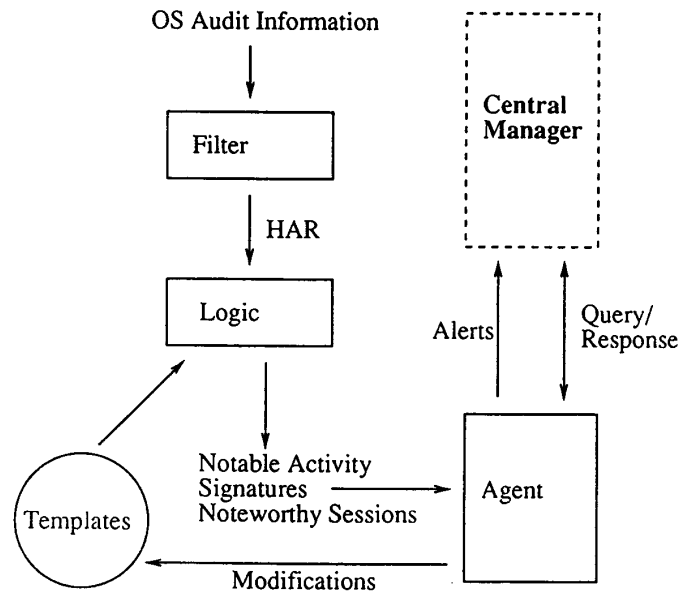 OS Audit Information
Central
Manager
Filter
HAR
Logic
Alerts
Query/
Response
Notable Activity
Signatures
Noteworthy Sessions
Agent
Templates
Modifications